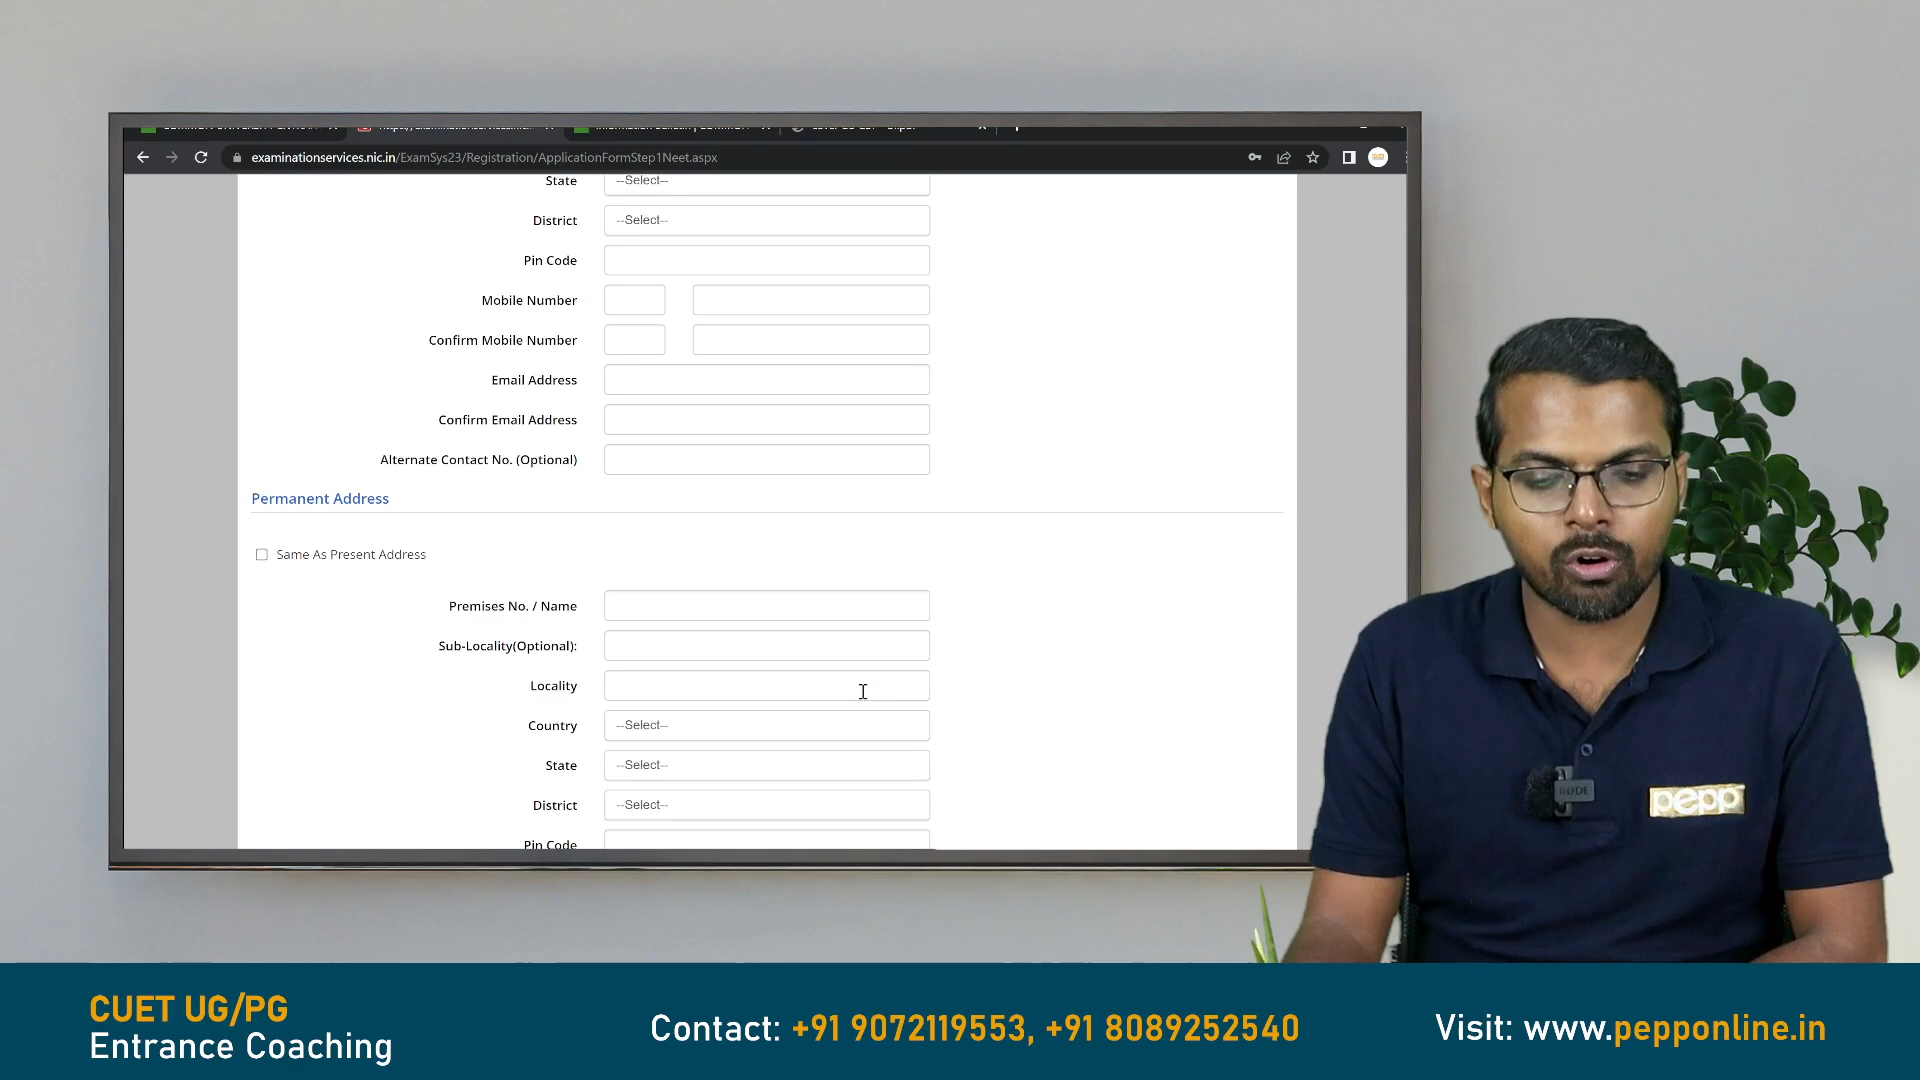 examinationservices.nic.in/ExamSys23/Registration/ApplicationFormStep1Neet.aspx
State --Select--
District --Select--
Pin Code
Mobile Number
Confirm Mobile Number
Email Address
Confirm Email Address
Alternate Contact No. (Optional)
Permanent Address
Same As Present Address
Premises No. / Name
Sub-Locality(Optional):
Locality
Country --Select--
State --Select--
District --Select--
Pin Code
RØDE
pepp
CUET UG/PG
Entrance Coaching
Contact: +91 9072119553, +91 8089252540
Visit: www.pepponline.in